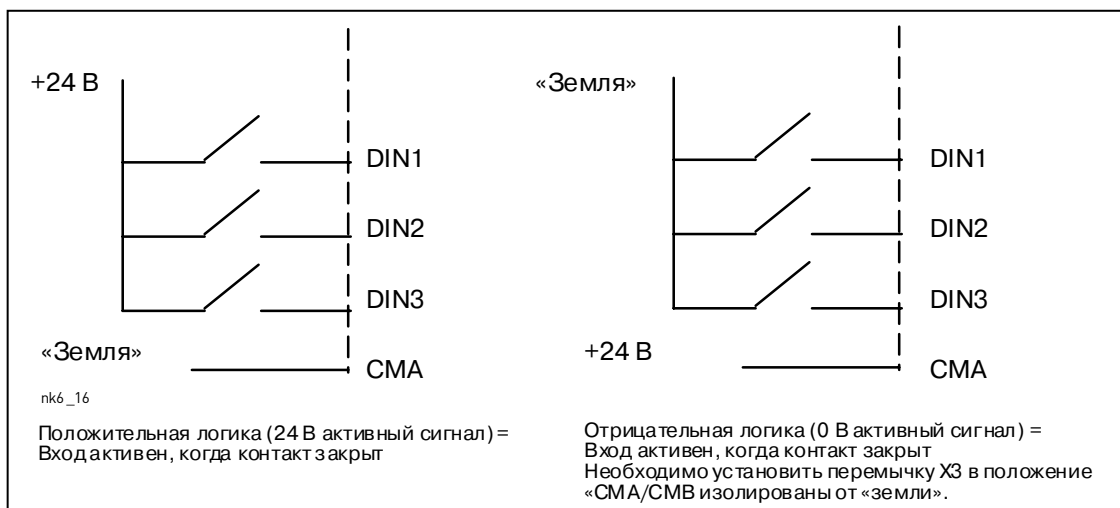 +24 В
DIN1
DIN2
DIN3
«Земля»
CMA
nk6_16
Положительная логика (24 В активный сигнал) =
Вход активен, когда контакт закрыт
«Земля»
DIN1
DIN2
DIN3
+24 В
CMA
Отрицательная логика (0 В активный сигнал) =
Вход активен, когда контакт закрыт
Необходимо установить перемычку X3 в положение
«CMA/CMB изолированы от «земли».